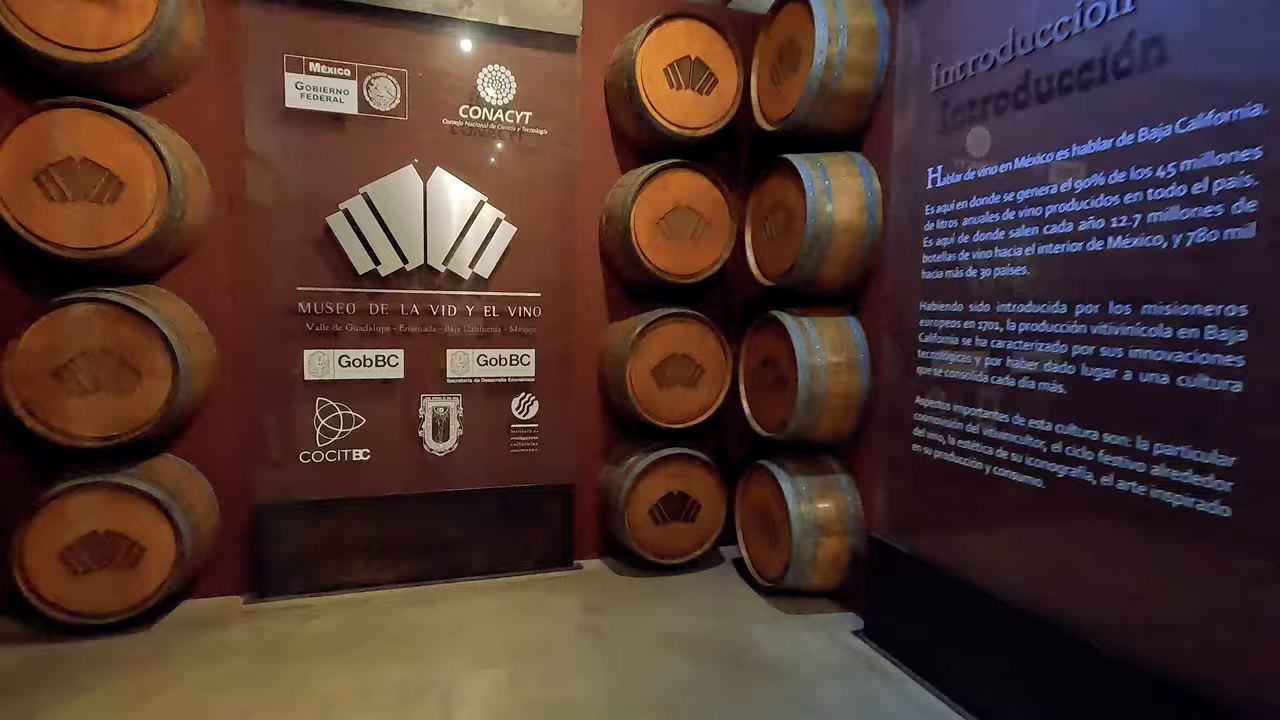 México
GOBIERNO
FEDERAL
CONACYT
Consejo Nacional de Ciencia y Tecnología
MUSEO DE LA VID Y EL VINO
Valle de Guadalupe - Ensenada - Baja California - México
GobBC
GobBC
Secretaría de Desarrollo Económico
COCITBC
instituto de
investigaciones
culturales
museo
Introducción
Hablar de vino en México es hablar de Baja California.
Es aquí en donde se genera el 90% de los 45 millones
de litros anuales de vino producidos en todo el país.
Es aquí de donde salen cada año 12.7 millones de
botellas de vino hacia el interior de México, y 780 mil
hacia más de 30 países.
Habiendo sido introducida por los misioneros
europeos en 1701, la producción vitivinícola en Baja
California se ha caracterizado por sus innovaciones
tecnológicas y por haber dado lugar a una cultura
que se consolida cada día más.
Aspectos importantes de esta cultura son: la particular
cosmovisión del vitivinicultor, el ciclo festivo alrededor
del vino, la estética de su iconografía, el arte inspirado
en su producción y consumo.